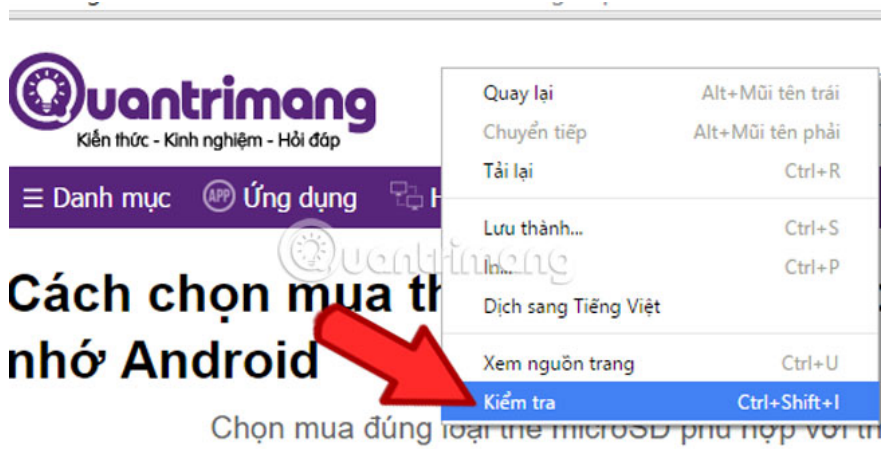 Quantrimang
Kiến thức - Kinh nghiệm - Hỏi đáp
☰ Danh mục APP Ứng dụng H
Cách chọn mua th
nhớ Android
Chọn mua đúng loại thẻ microSD phù hợp với th
Quay lại Alt+Mũi tên trái
Chuyển tiếp Alt+Mũi tên phải
Tải lại Ctrl+R
Lưu thành... Ctrl+S
In... Ctrl+P
Dịch sang Tiếng Việt
Xem nguồn trang Ctrl+U
Kiểm tra Ctrl+Shift+I
Quantrimang